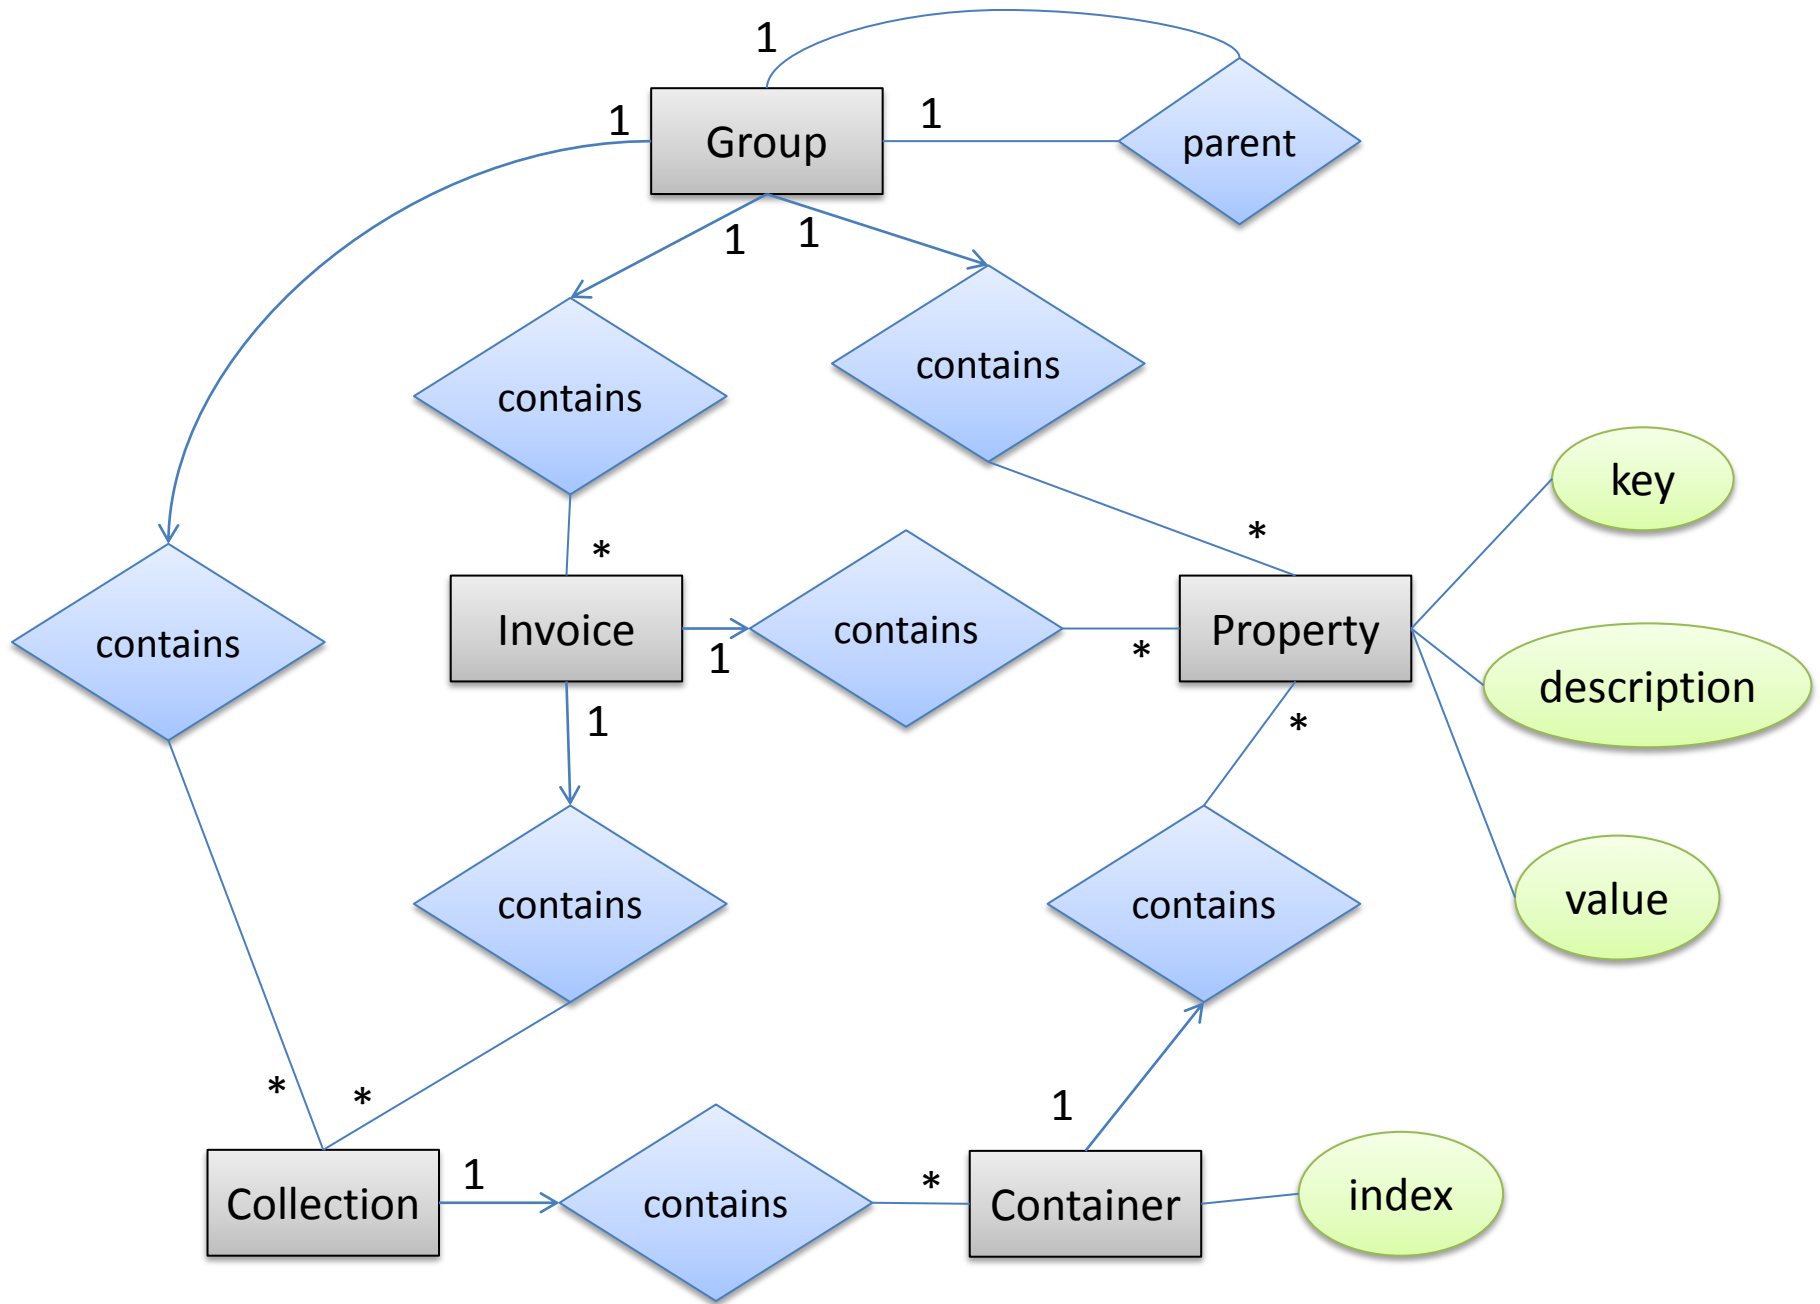 1
1
Group
1
parent
1
1
contains
contains
key
*
*
Invoice
1
contains
*
Property
contains
description
1
*
contains
contains
value
*
*
1
Collection
1
contains
*
Container
index